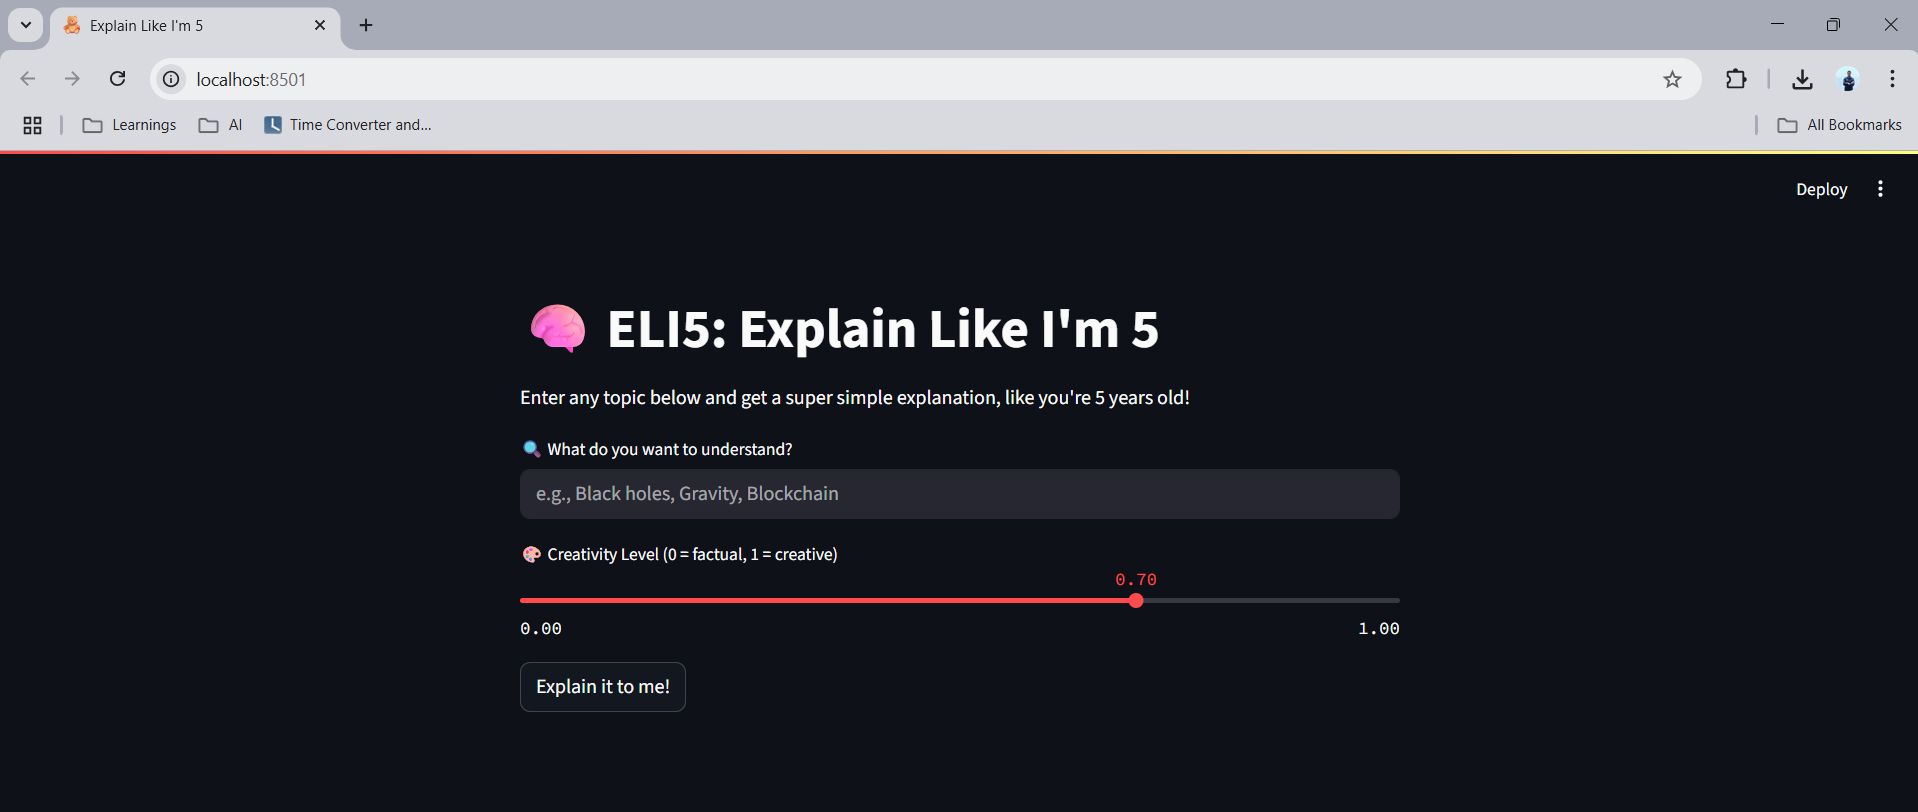 Explain Like I'm 5
localhost:8501
Learnings
AI
Time Converter and...
All Bookmarks
Deploy
ELI5: Explain Like I'm 5
Enter any topic below and get a super simple explanation, like you're 5 years old!
What do you want to understand?
e.g., Black holes, Gravity, Blockchain
Creativity Level (0 = factual, 1 = creative)
0.70
0.00 1.00
Explain it to me!